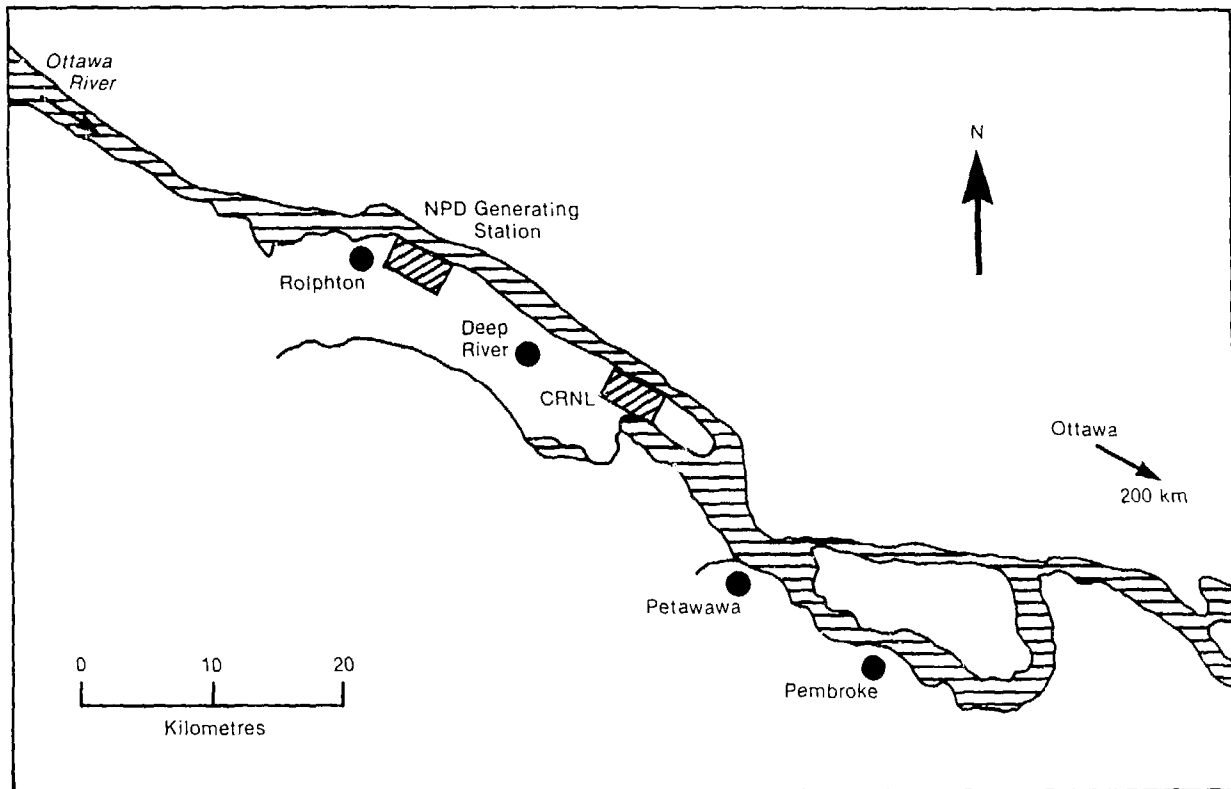 Ottawa
River
N
NPD Generating
Station
Rolphton
Deep
River
CRNL
Ottawa
200 km
Petawawa
Pembroke
0 10 20
Kilometres